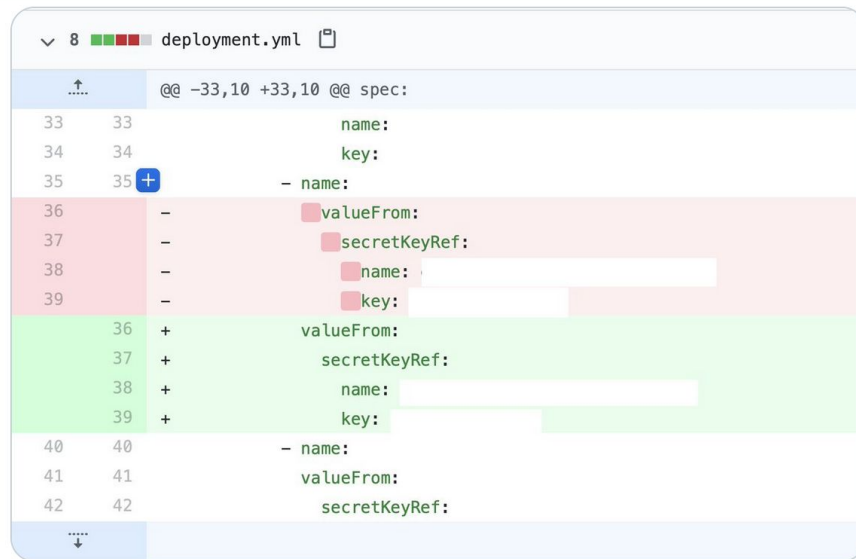 8 deployment.yml
@@ -33,10 +33,10 @@ spec:
33 33 name:
34 34 key:
35 35 + - name:
36 - valueFrom:
37 - secretKeyRef:
38 - name:
39 - key:
36 + valueFrom:
37 + secretKeyRef:
38 + name:
39 + key:
40 40 - name:
41 41 valueFrom:
42 42 secretKeyRef: